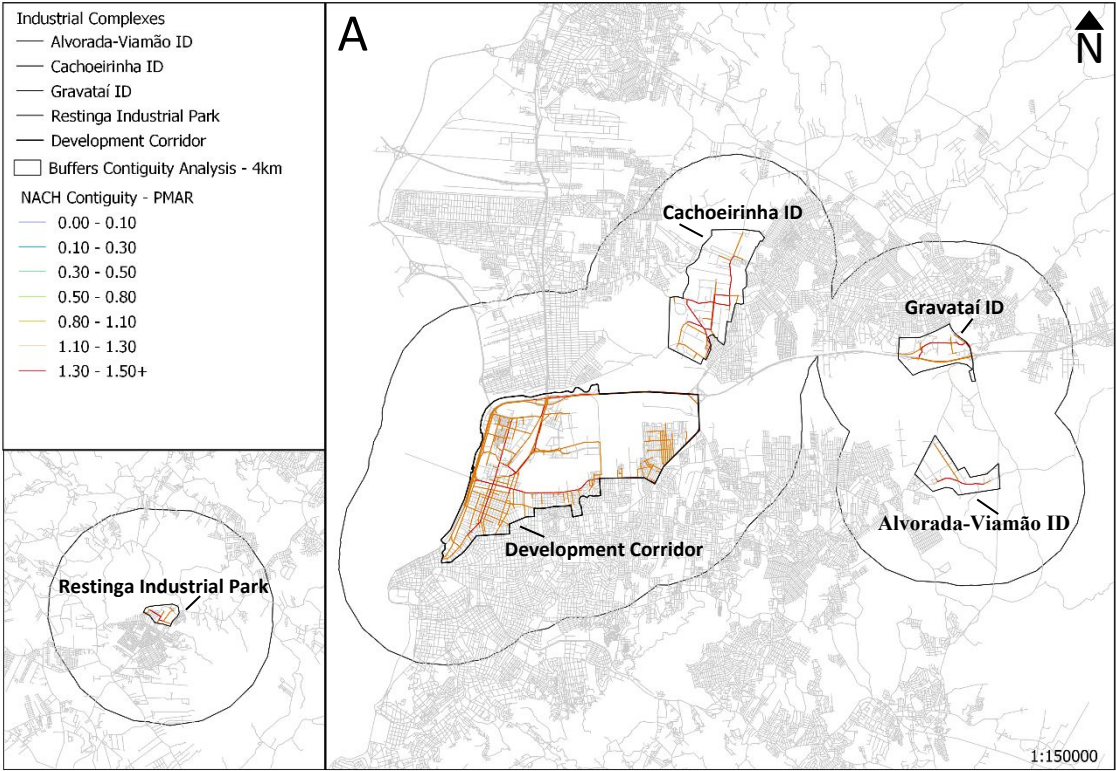 Industrial Complexes
Alvorada-Viamão ID
Cachoeirinha ID
Gravataí ID
Restinga Industrial Park
Development Corridor
Buffers Contiguity Analysis - 4km
NACH Contiguity - PMAR
0.00 - 0.10
0.10 - 0.30
0.30 - 0.50
0.50 - 0.80
0.80 - 1.10
1.10 - 1.30
1.30 - 1.50+
A
N
Cachoeirinha ID
Gravataí ID
Alvorada-Viamão ID
Development Corridor
Restinga Industrial Park
1:150000